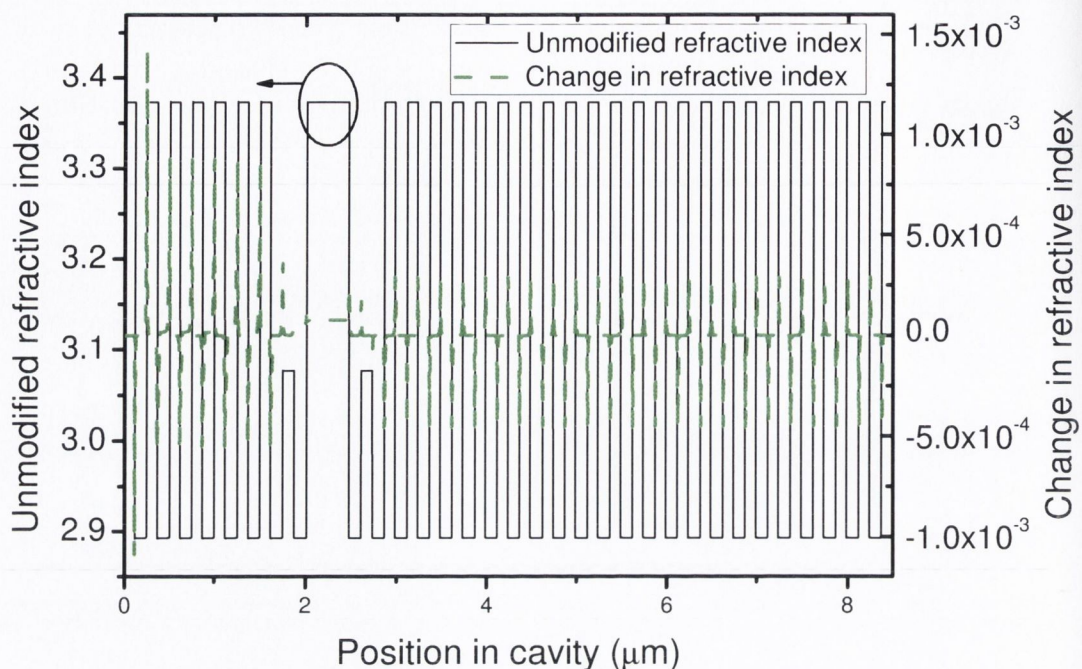 Unmodified refractive index
Change in refractive index
3.4
3.3
3.2
3.1
3.0
2.9
Unmodified refractive index
1.5x10⁻³
1.0x10⁻³
5.0x10⁻⁴
0.0
-5.0x10⁻⁴
-1.0x10⁻³
Change in refractive index
0
2
4
6
8
Position in cavity (μm)